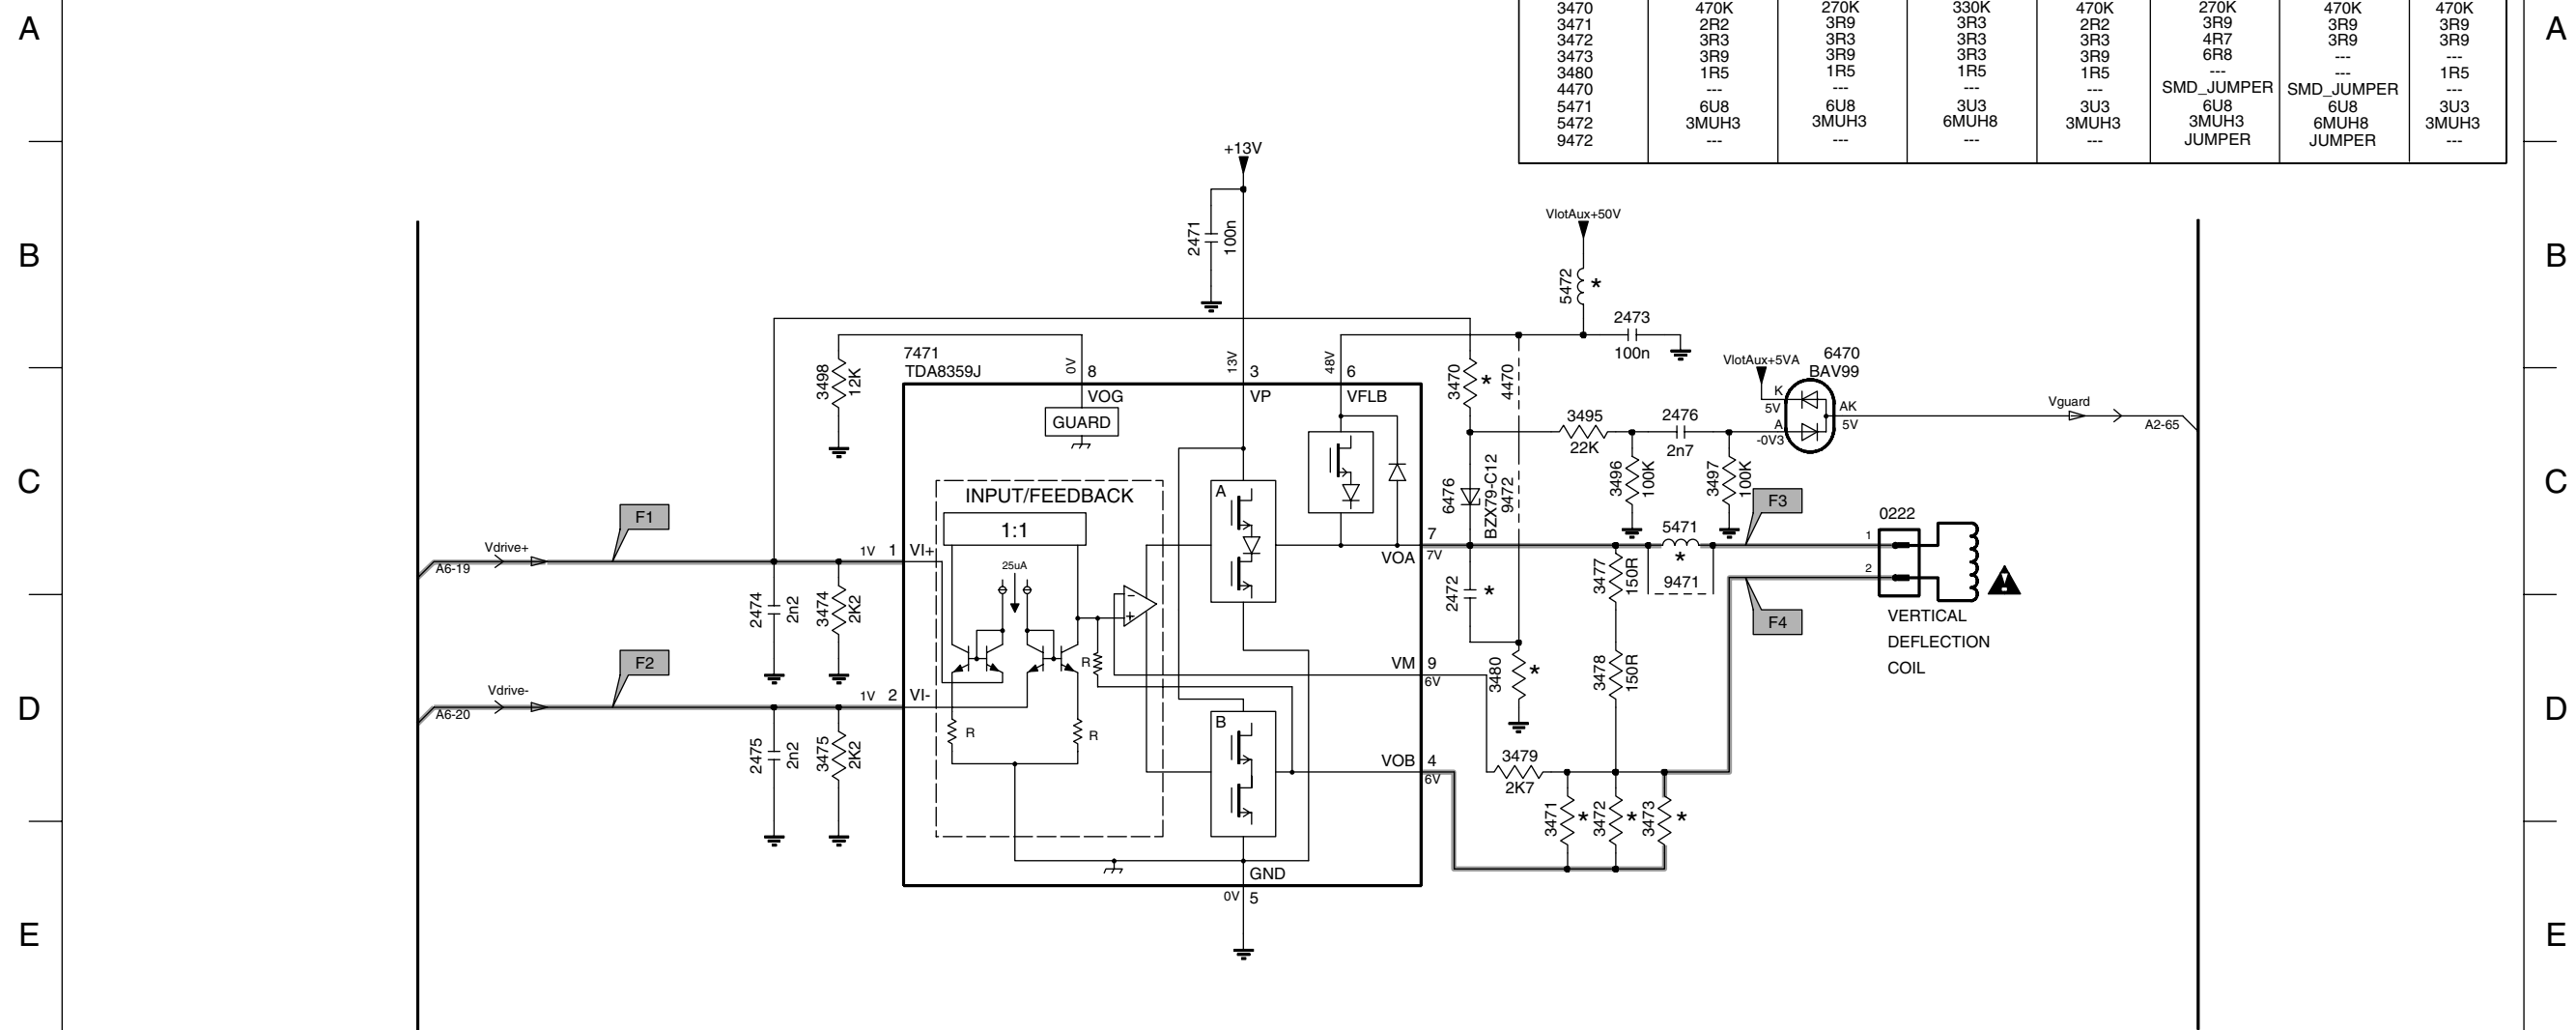 A
A
3470 470K 270K 330K 470K 270K 470K 470K
3471 2R2 3R9 3R3 2R2 3R9 3R9 3R9
3472 3R3 3R3 3R3 3R3 4R7 3R9 3R9
3473 3R9 3R9 3R3 3R9 6R8 --- ---
3480 1R5 1R5 1R5 1R5 --- --- 1R5
4470 --- --- --- --- SMD_JUMPER SMD_JUMPER ---
5471 6U8 6U8 3U3 3U3 6U8 6U8 3U3
5472 3MUH3 3MUH3 6MUH8 3MUH3 3MUH3 6MUH8 3MUH3
9472 --- --- --- --- JUMPER JUMPER ---
+13V
VlotAux+50V
B
B
2471
100n
5472
*
2473
100n
7471
TDA8359J
0V
8
13V
3
48V
6
VlotAux+5VA
6470
BAV99
3498
12K
VOG
VP
VFLB
GUARD
3470
*
4470
K
5V
A
-0V3
AK
5V
Vguard
A2-65
3495
22K
2476
2n7
3496
100K
3497
100K
C
C
INPUT/FEEDBACK
1:1
A
6476
BZX79-C12
9472
F1
F3
0222
Vdrive+
A6-19
1V
1
VI+
25uA
7
VOA
7V
5471
*
9471
1
2
3477
150R
2474
2n2
3474
2K2
2472
*
F4
VERTICAL
DEFLECTION
COIL
F2
R
VM
9
6V
3480
*
3478
150R
Vdrive-
A6-20
1V
2
VI-
D
D
R
R
B
2475
2n2
3475
2K2
VOB
4
6V
3479
2K7
3471
*
3472
*
3473
*
GND
0V
5
E
E